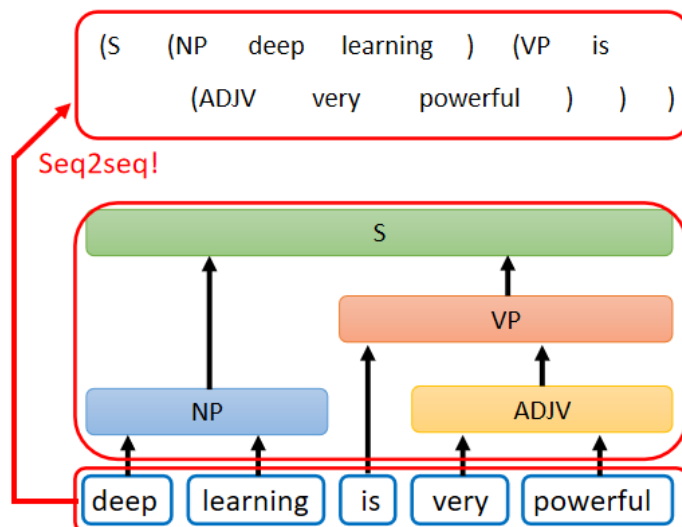 (S (NP deep learning ) (VP is
(ADJV very powerful ) ) )
Seq2seq!
S
VP
NP ADJV
deep learning is very powerful